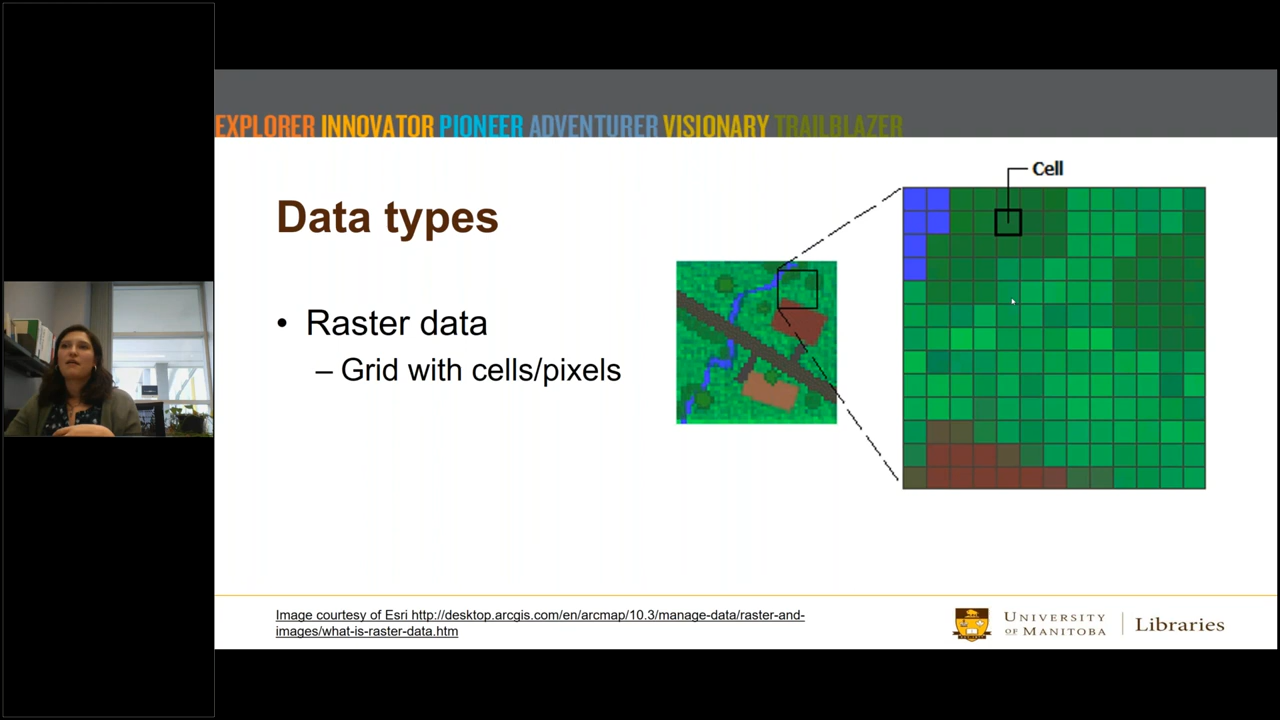 EXPLORER INNOVATOR PIONEER ADVENTURER VISIONARY TRAILBLAZER
Cell
Data types
• Raster data
– Grid with cells/pixels
Image courtesy of Esri http://desktop.arcgis.com/en/arcmap/10.3/manage-data/raster-and-
images/what-is-raster-data.htm
UNIVERSITY
OF MANITOBA
Libraries